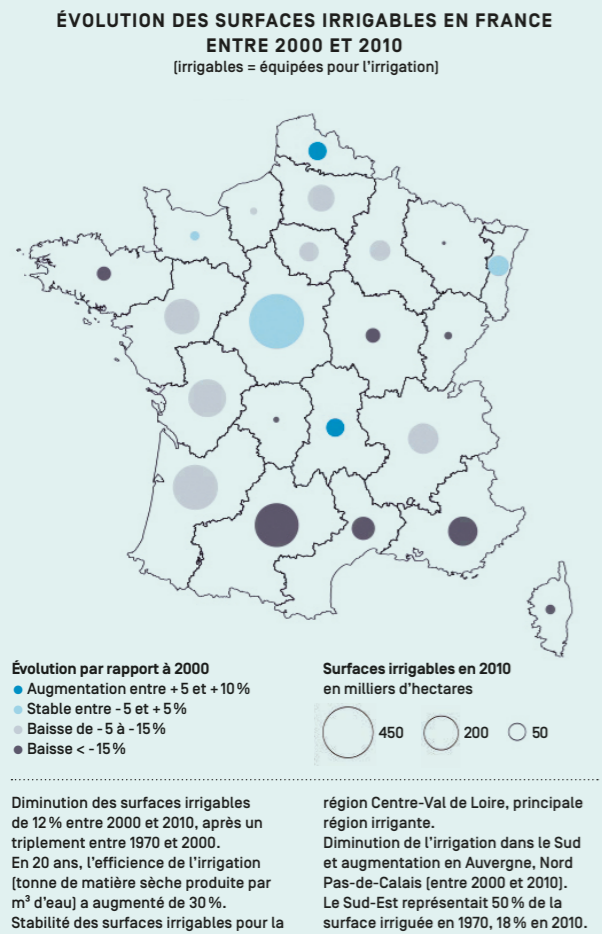 ÉVOLUTION DES SURFACES IRRIGABLES EN FRANCE
ENTRE 2000 ET 2010
(irrigables = équipées pour l'irrigation)
Évolution par rapport à 2000
Augmentation entre + 5 et + 10 %
Stable entre - 5 et + 5 %
Baisse de - 5 à - 15 %
Baisse < - 15 %
Surfaces irrigables en 2010
en milliers d'hectares
450
200
50
Diminution des surfaces irrigables
de 12 % entre 2000 et 2010, après un
triplement entre 1970 et 2000.
En 20 ans, l'efficience de l'irrigation
(tonne de matière sèche produite par
m³ d'eau) a augmenté de 30 %.
Stabilité des surfaces irrigables pour la
région Centre-Val de Loire, principale
région irrigante.
Diminution de l'irrigation dans le Sud
et augmentation en Auvergne, Nord
Pas-de-Calais (entre 2000 et 2010).
Le Sud-Est représentait 50 % de la
surface irriguée en 1970, 18 % en 2010.